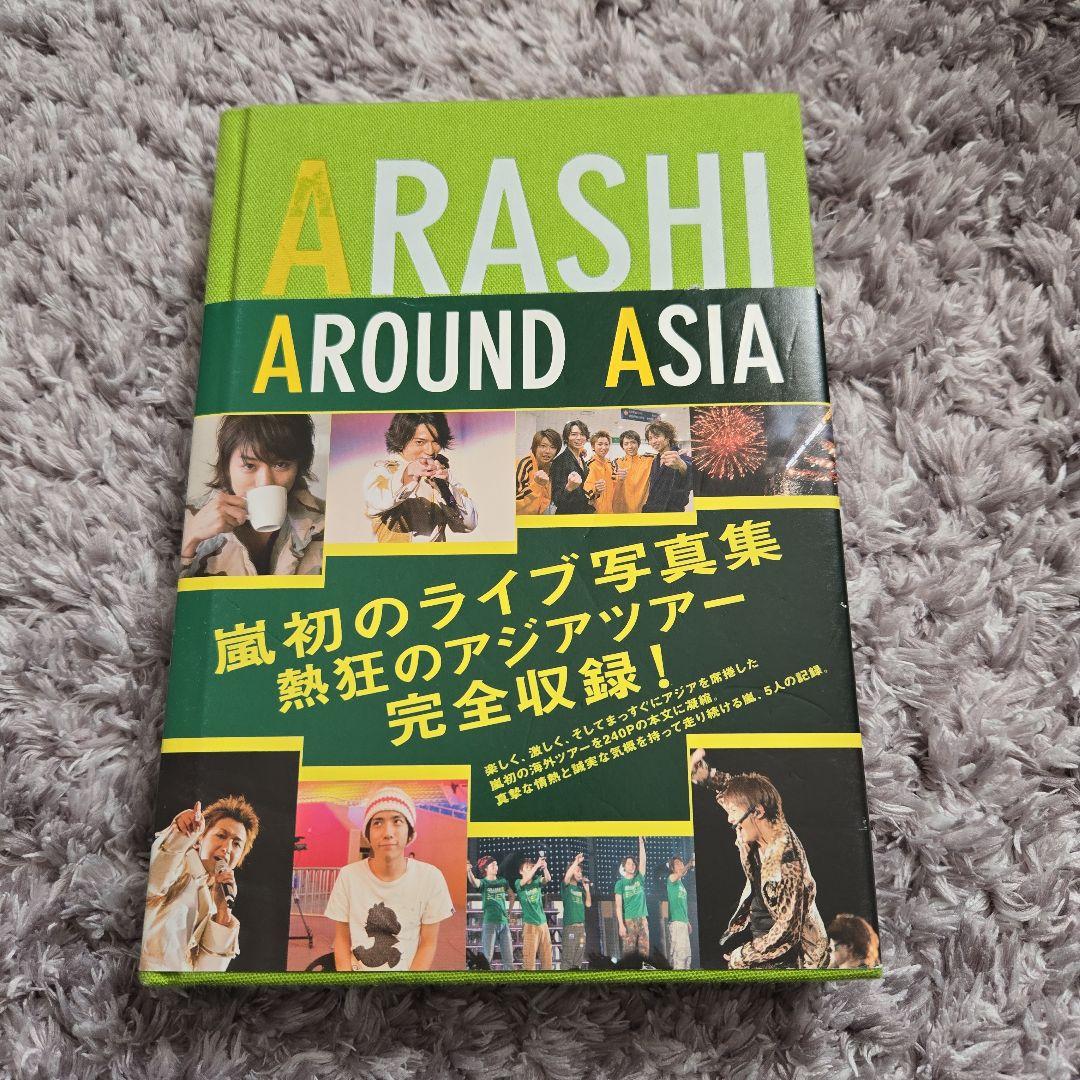 ARASHI
AROUND ASIA
嵐初のライブ写真集
熱狂のアジアツアー
完全収録!
楽しく、激しく、そしてまっすぐにアジアを席捲した
嵐初の海外ツアーを240Pの本文に凝縮。
真摯な情熱と誠実な気概を持って走り続ける嵐、5人の記録。